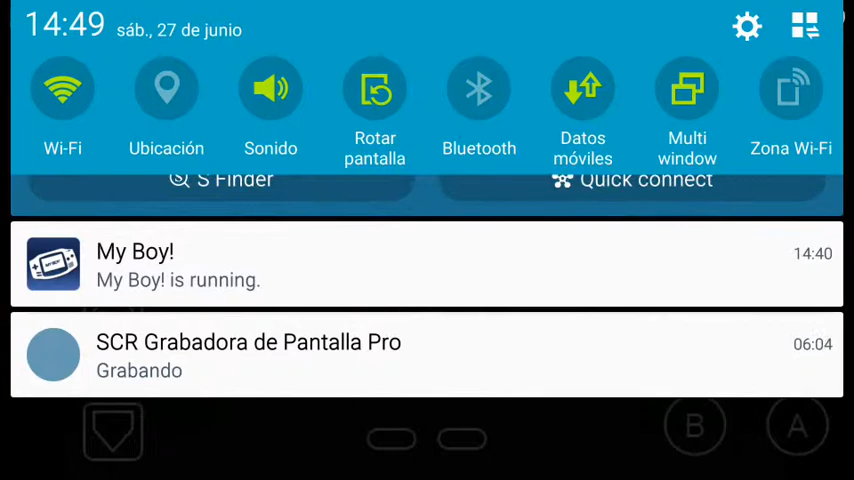 14:49 sáb., 27 de junio
Wi-Fi
Ubicación
Sonido
Rotar
pantalla
Bluetooth
Datos
móviles
Multi
window
Zona Wi-Fi
S Finder
Quick connect
My Boy!
14:40
My Boy! is running.
SCR Grabadora de Pantalla Pro
06:04
Grabando
B
A